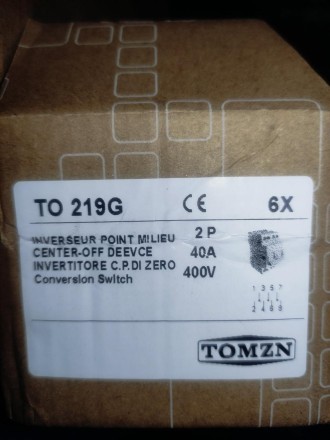 TO 219G CE 6X
INVERSEUR POINT MILIEU 2 P
CENTER-OFF DEEVCE 40A
INVERTITORE C.P.DI ZERO 400V
Conversion Switch
1 3 5 7
2 4 6 8
TOMZN